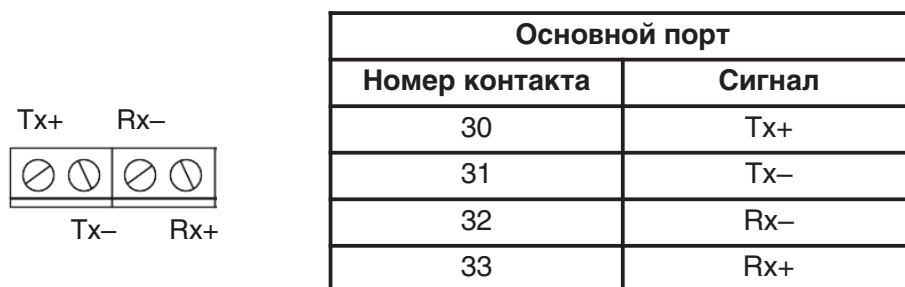 Tx+ Rx–
Tx– Rx+
Основной порт
Номер контакта Сигнал
30 Tx+
31 Tx–
32 Rx–
33 Rx+